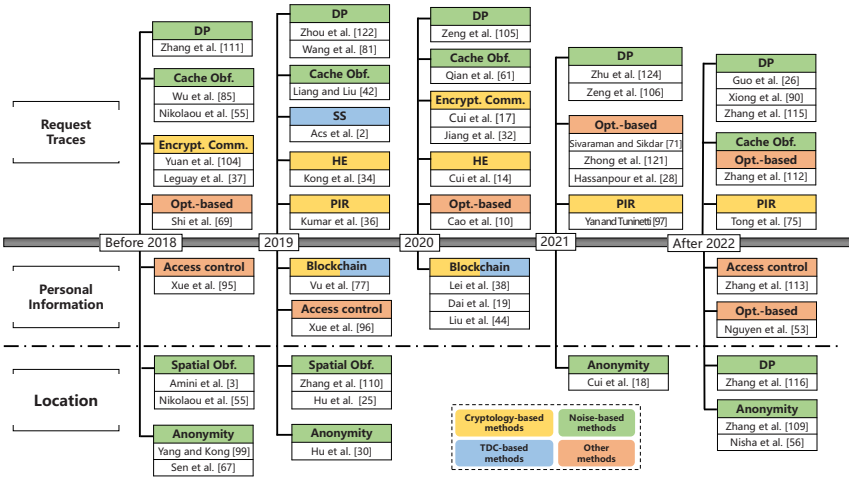 Request
Traces
Personal
Information
Location
DP
Zhang et al. [111]
Cache Obf.
Wu et al. [85]
Nikolaou et al. [55]
Encrypt. Comm.
Yuan et al. [104]
Leguay et al. [37]
Opt.-based
Shi et al. [69]
Before 2018
Access control
Xue et al. [95]
Spatial Obf.
Amini et al. [3]
Nikolaou et al. [55]
Anonymity
Yang and Kong [99]
Sen et al. [67]
DP
Zhou et al. [122]
Wang et al. [81]
Cache Obf.
Liang and Liu [42]
SS
Acs et al. [2]
HE
Kong et al. [34]
PIR
Kumar et al. [36]
2019
Blockchain
Vu et al. [77]
Access control
Xue et al. [96]
Spatial Obf.
Zhang et al. [110]
Hu et al. [25]
Anonymity
Hu et al. [30]
DP
Zeng et al. [105]
Cache Obf.
Qian et al. [61]
Encrypt. Comm.
Cui et al. [17]
Jiang et al. [32]
HE
Cui et al. [14]
Opt.-based
Cao et al. [10]
2020
Blockchain
Lei et al. [38]
Dai et al. [19]
Liu et al. [44]
DP
Zhu et al. [124]
Zeng et al. [106]
Opt.-based
Sivaraman and Sikdar [71]
Zhong et al. [121]
Hassanpour et al. [28]
PIR
Yan and Tuninetti [97]
2021
Anonymity
Cui et al. [18]
DP
Guo et al. [26]
Xiong et al. [90]
Zhang et al. [115]
Cache Obf.
Opt.-based
Zhang et al. [112]
PIR
Tong et al. [75]
After 2022
Access control
Zhang et al. [113]
Opt.-based
Nguyen et al. [53]
DP
Zhang et al. [116]
Anonymity
Zhang et al. [109]
Nisha et al. [56]
Cryptology-based
methods
Noise-based
methods
TDC-based
methods
Other
methods